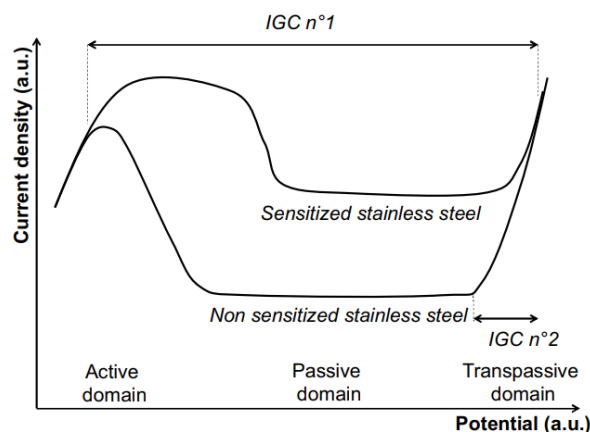 IGC n°1
Current density (a.u.)
Sensitized stainless steel
Non sensitized stainless steel
IGC n°2
Active
domain
Passive
domain
Transpassive
domain
Potential (a.u.)